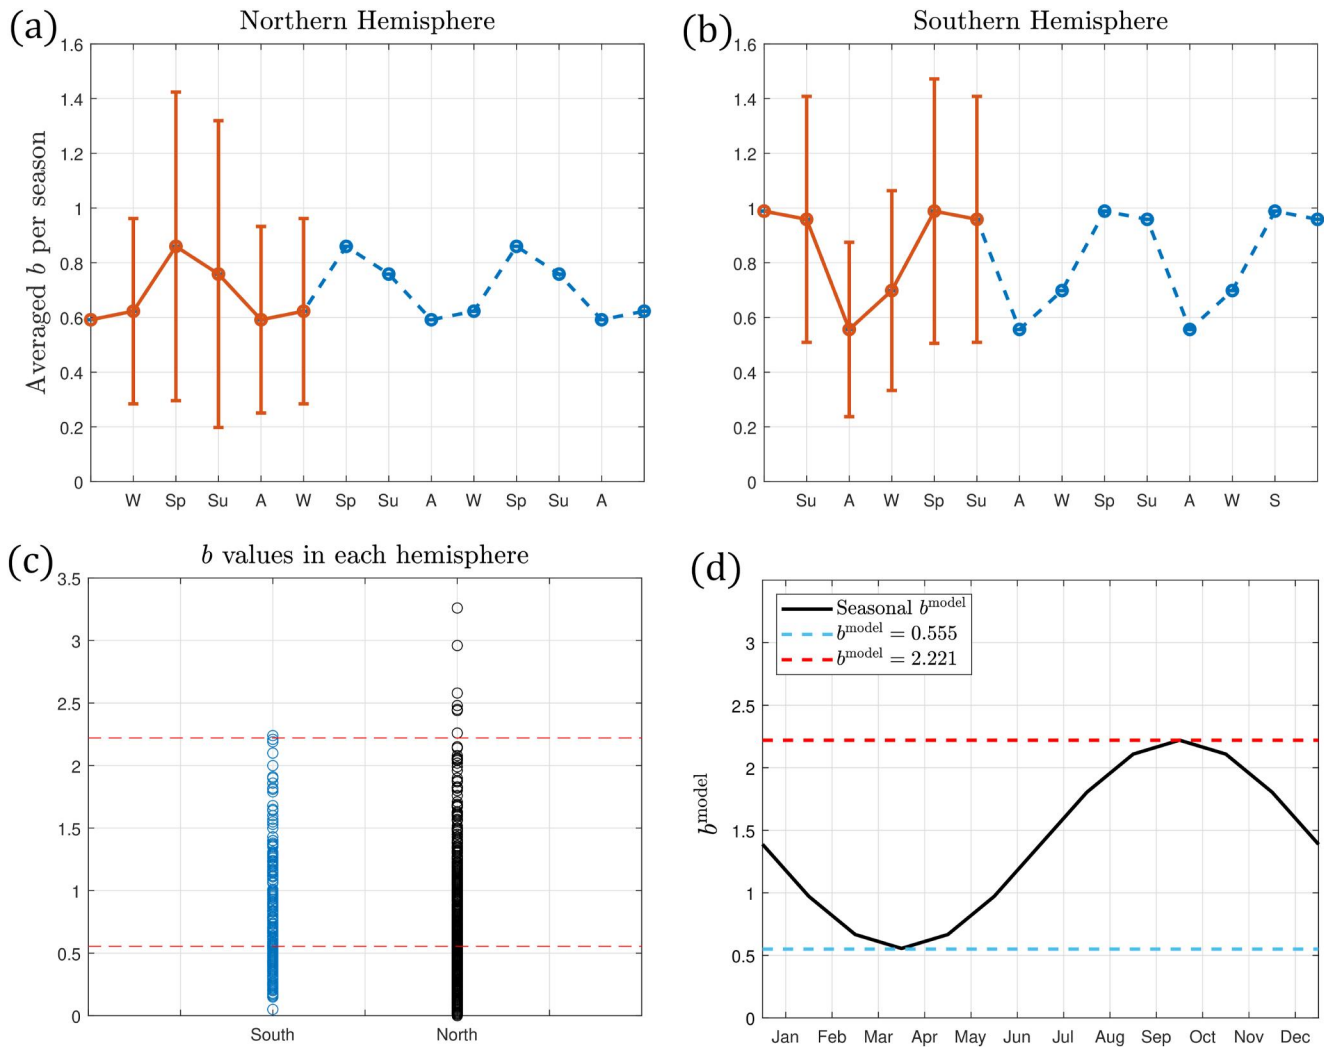 (a)
Northern Hemisphere
Averaged b per season
1.6
1.4
1.2
1
0.8
0.6
0.4
0.2
0
W Sp Su A W Sp Su A W Sp Su A
(b)
Southern Hemisphere
1.6
1.4
1.2
1
0.8
0.6
0.4
0.2
0
Su A W Sp Su A W Sp Su A W S
(c)
b values in each hemisphere
3.5
3
2.5
2
1.5
1
0.5
0
South North
(d)
b^model
Seasonal b^model
b^model = 0.555
b^model = 2.221
3
2.5
2
1.5
1
0.5
0
Jan Feb Mar Apr May Jun Jul Aug Sep Oct Nov Dec